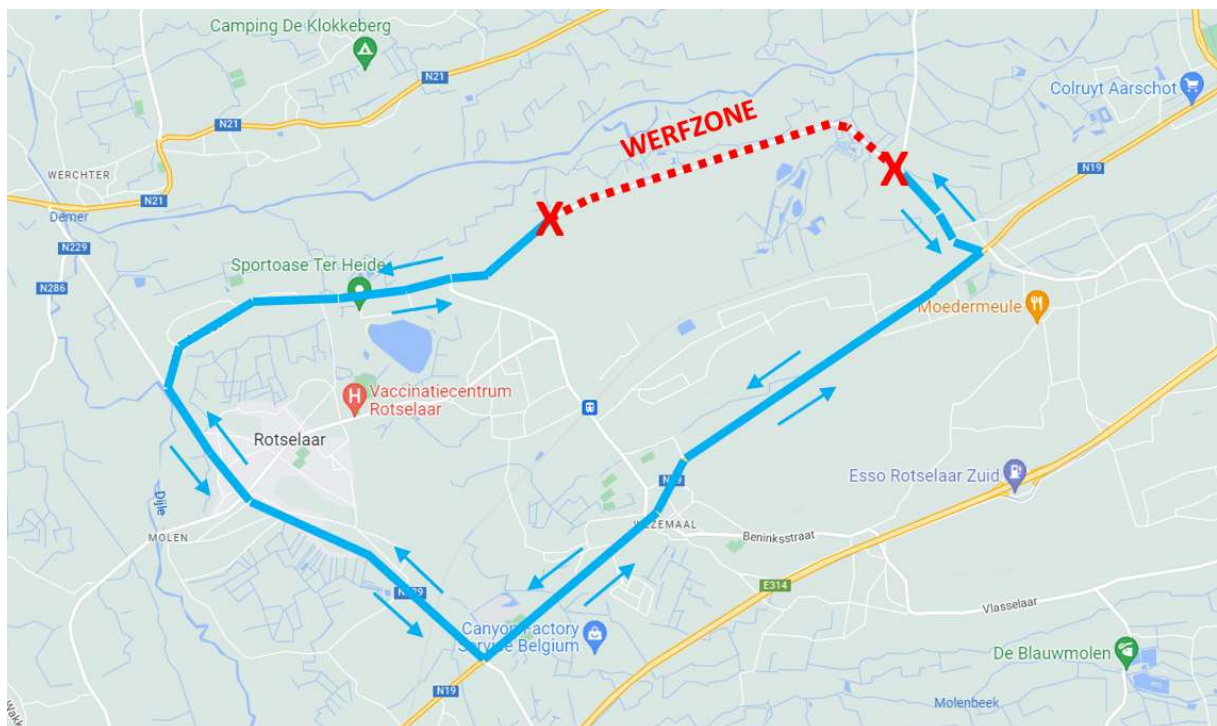 Camping De Klokkeberg
N21
Colruyt Aarschot
N21
WERFZONE
N19
WERCHTER
N21
N21
Demer
N229
Sportoase Ter Heide
N286
Moedermeule
Vaccinatiecentrum
Rotselaar
Rotselaar
Esso Rotselaar Zuid
Dijle
MOLEN
Beninksstraat
E314
Vlasselaar
Canyon Factory
Service Belgium
De Blauwmolen
N19
Molenbeek